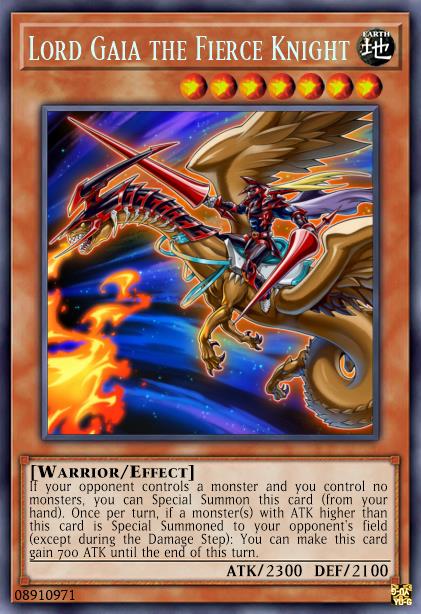 LORD GAIA THE FIERCE KNIGHT
EARTH
地
[WARRIOR/EFFECT]
If your opponent controls a monster and you control no
monsters, you can Special Summon this card (from your
hand). Once per turn, if a monster(s) with ATK higher than
this card is Special Summoned to your opponent's field
(except during the Damage Step): You can make this card
gain 700 ATK until the end of this turn.
ATK/2300 DEF/2100
08910971